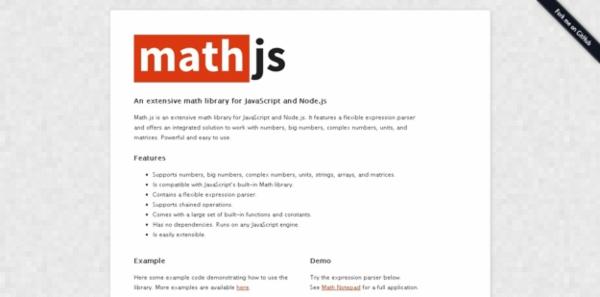 Fork me on GitHub
mathjs
An extensive math library for JavaScript and Node.js
Math.js is an extensive math library for JavaScript and Node.js. It features a flexible expression parser
and offers an integrated solution to work with numbers, big numbers, complex numbers, units, and
matrices. Powerful and easy to use.
Features
Supports numbers, big numbers, complex numbers, units, strings, arrays, and matrices.
Is compatible with JavaScript's built-in Math library.
Contains a flexible expression parser.
Supports chained operations.
Comes with a large set of built-in functions and constants.
Has no dependencies. Runs on any JavaScript engine.
Is easily extensible.
Example
Here some example code demonstrating how to use the
library. More examples are available here.
Demo
Try the expression parser below.
See Math Notepad for a full application.